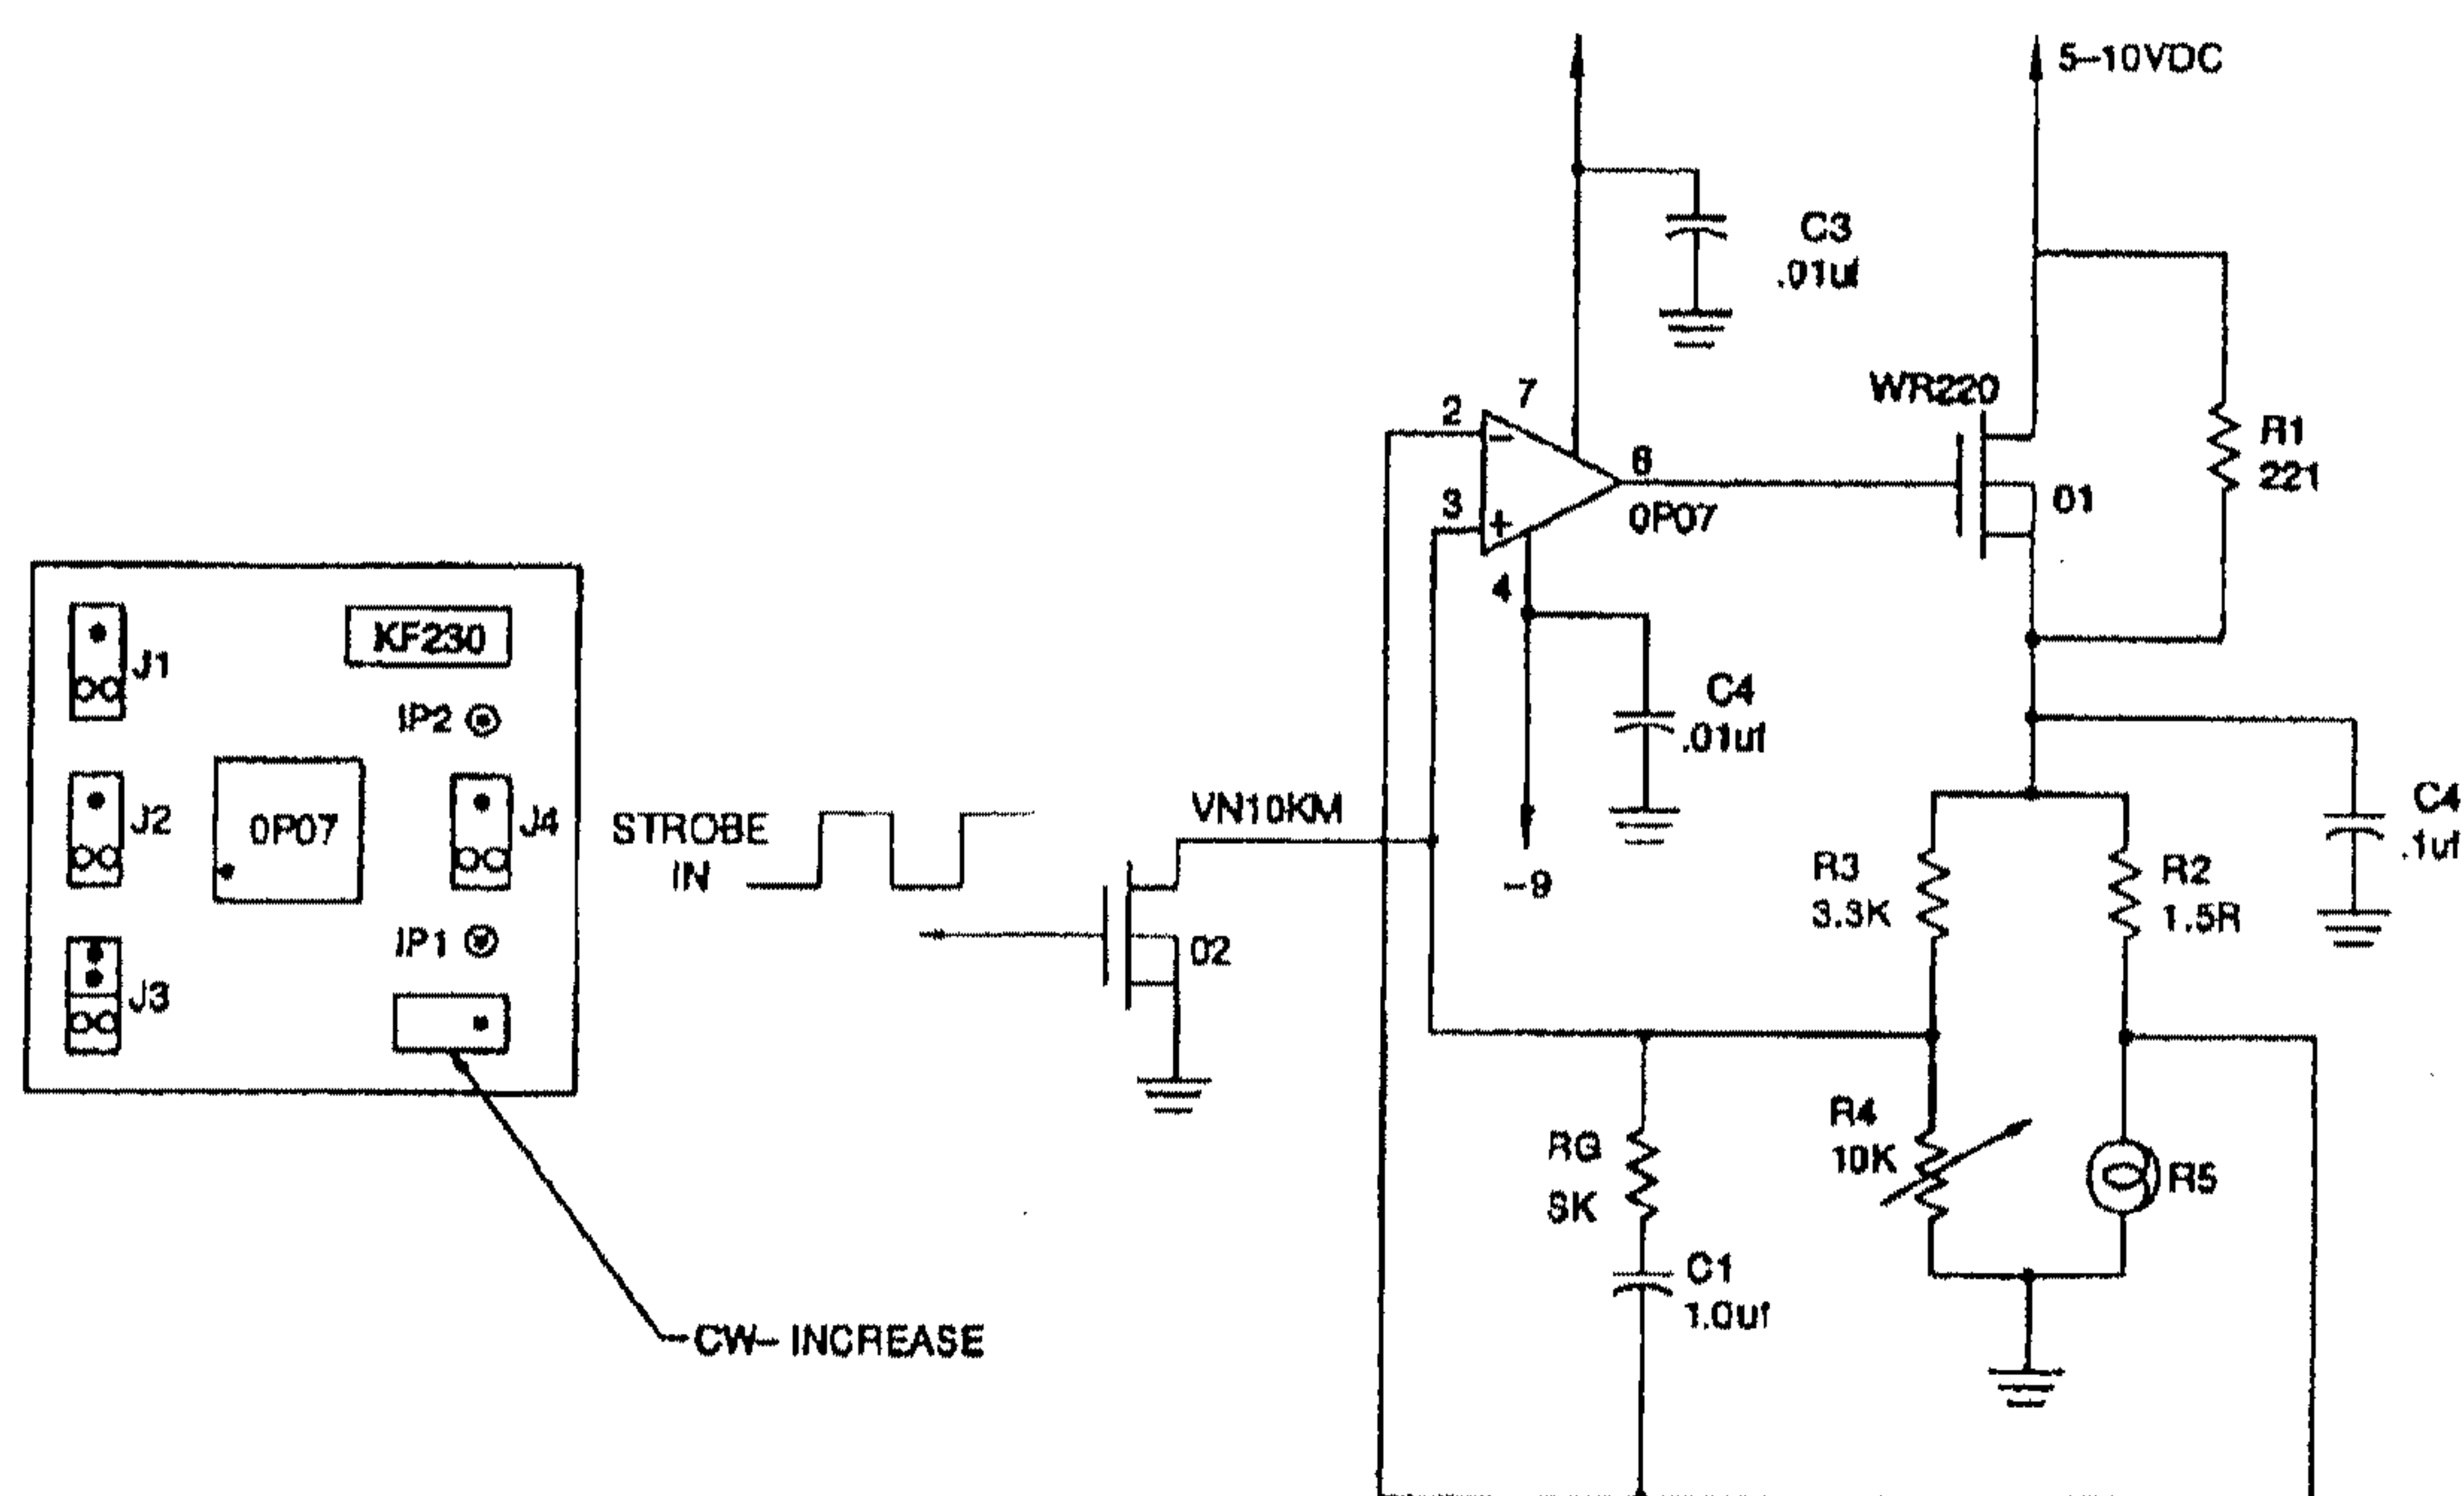 5-10VDC
C3
.01uf
WR220
2
7
6
3
0P07
R1
221
01
4
KF230
J1
IP2
C4
.01uf
J2
0P07
J4
STROBE
IN
VN10KM
-9
C4
.1uf
R3
3.3K
R2
1.5R
IP1
02
J3
R4
10K
R5
C1
1.0uf
CW- INCREASE